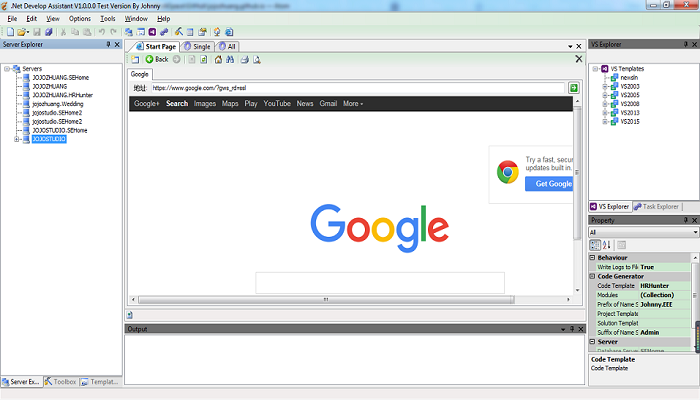 .Net Develop Assistant V1.0.0.0 Test Version By Johnny
File Edit View Options Tools Window Help
Server Explorer
Servers
JOJOZHUANG.SEHome
JOJOZHUANG
JOJOZHUANG.HRHunter
jojozhuang.Wedding
jojostudio.SEHome2
jojostudio.SEHome2
JOJOSTUDIO.SEHome
JOJOSTUDIO
Server Ex... Toolbox Templat...
Start Page Single All
Back
Google
地址: https://www.google.com/?gws_rd=ssl
Google+ Search Images Maps Play YouTube News Gmail More
Try a fast, secu
updates built in.
Get Google
Google
Output
VS Explorer
VS Templates
newsln
VS2003
VS2005
VS2008
VS2013
VS2015
VS Explorer Task Explorer
Property
All
Behaviour
Write Logs to File True
Code Generator
Code Template HRHunter
Modules (Collection)
Prefix of Name S Johnny.EEE
Project Template
Solution Templat
Suffix of Name S Admin
Server
Code Template
Code Template